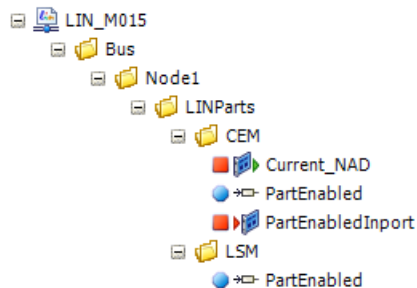 LIN_M015
Bus
Node1
LINParts
CEM
Current_NAD
PartEnabled
PartEnabledInport
LSM
PartEnabled